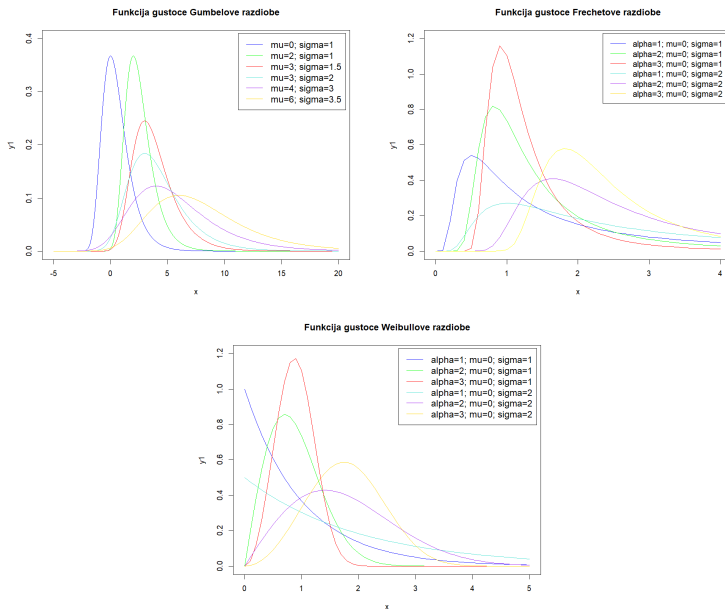 Funkcija gustoce Gumbelove razdiobe
y1
0.4
0.3
0.2
0.1
0.0
-5 0 5 10 15 20
x
mu=0; sigma=1
mu=2; sigma=1
mu=3; sigma=1.5
mu=3; sigma=2
mu=4; sigma=3
mu=6; sigma=3.5
Funkcija gustoce Frechetove razdiobe
y1
1.2
1.0
0.8
0.6
0.4
0.2
0.0
0 1 2 3 4
x
alpha=1; mu=0; sigma=1
alpha=2; mu=0; sigma=1
alpha=3; mu=0; sigma=1
alpha=1; mu=0; sigma=2
alpha=2; mu=0; sigma=2
alpha=3; mu=0; sigma=2
Funkcija gustoce Weibullove razdiobe
y1
1.2
1.0
0.8
0.6
0.4
0.2
0.0
0 1 2 3 4 5
x
alpha=1; mu=0; sigma=1
alpha=2; mu=0; sigma=1
alpha=3; mu=0; sigma=1
alpha=1; mu=0; sigma=2
alpha=2; mu=0; sigma=2
alpha=3; mu=0; sigma=2